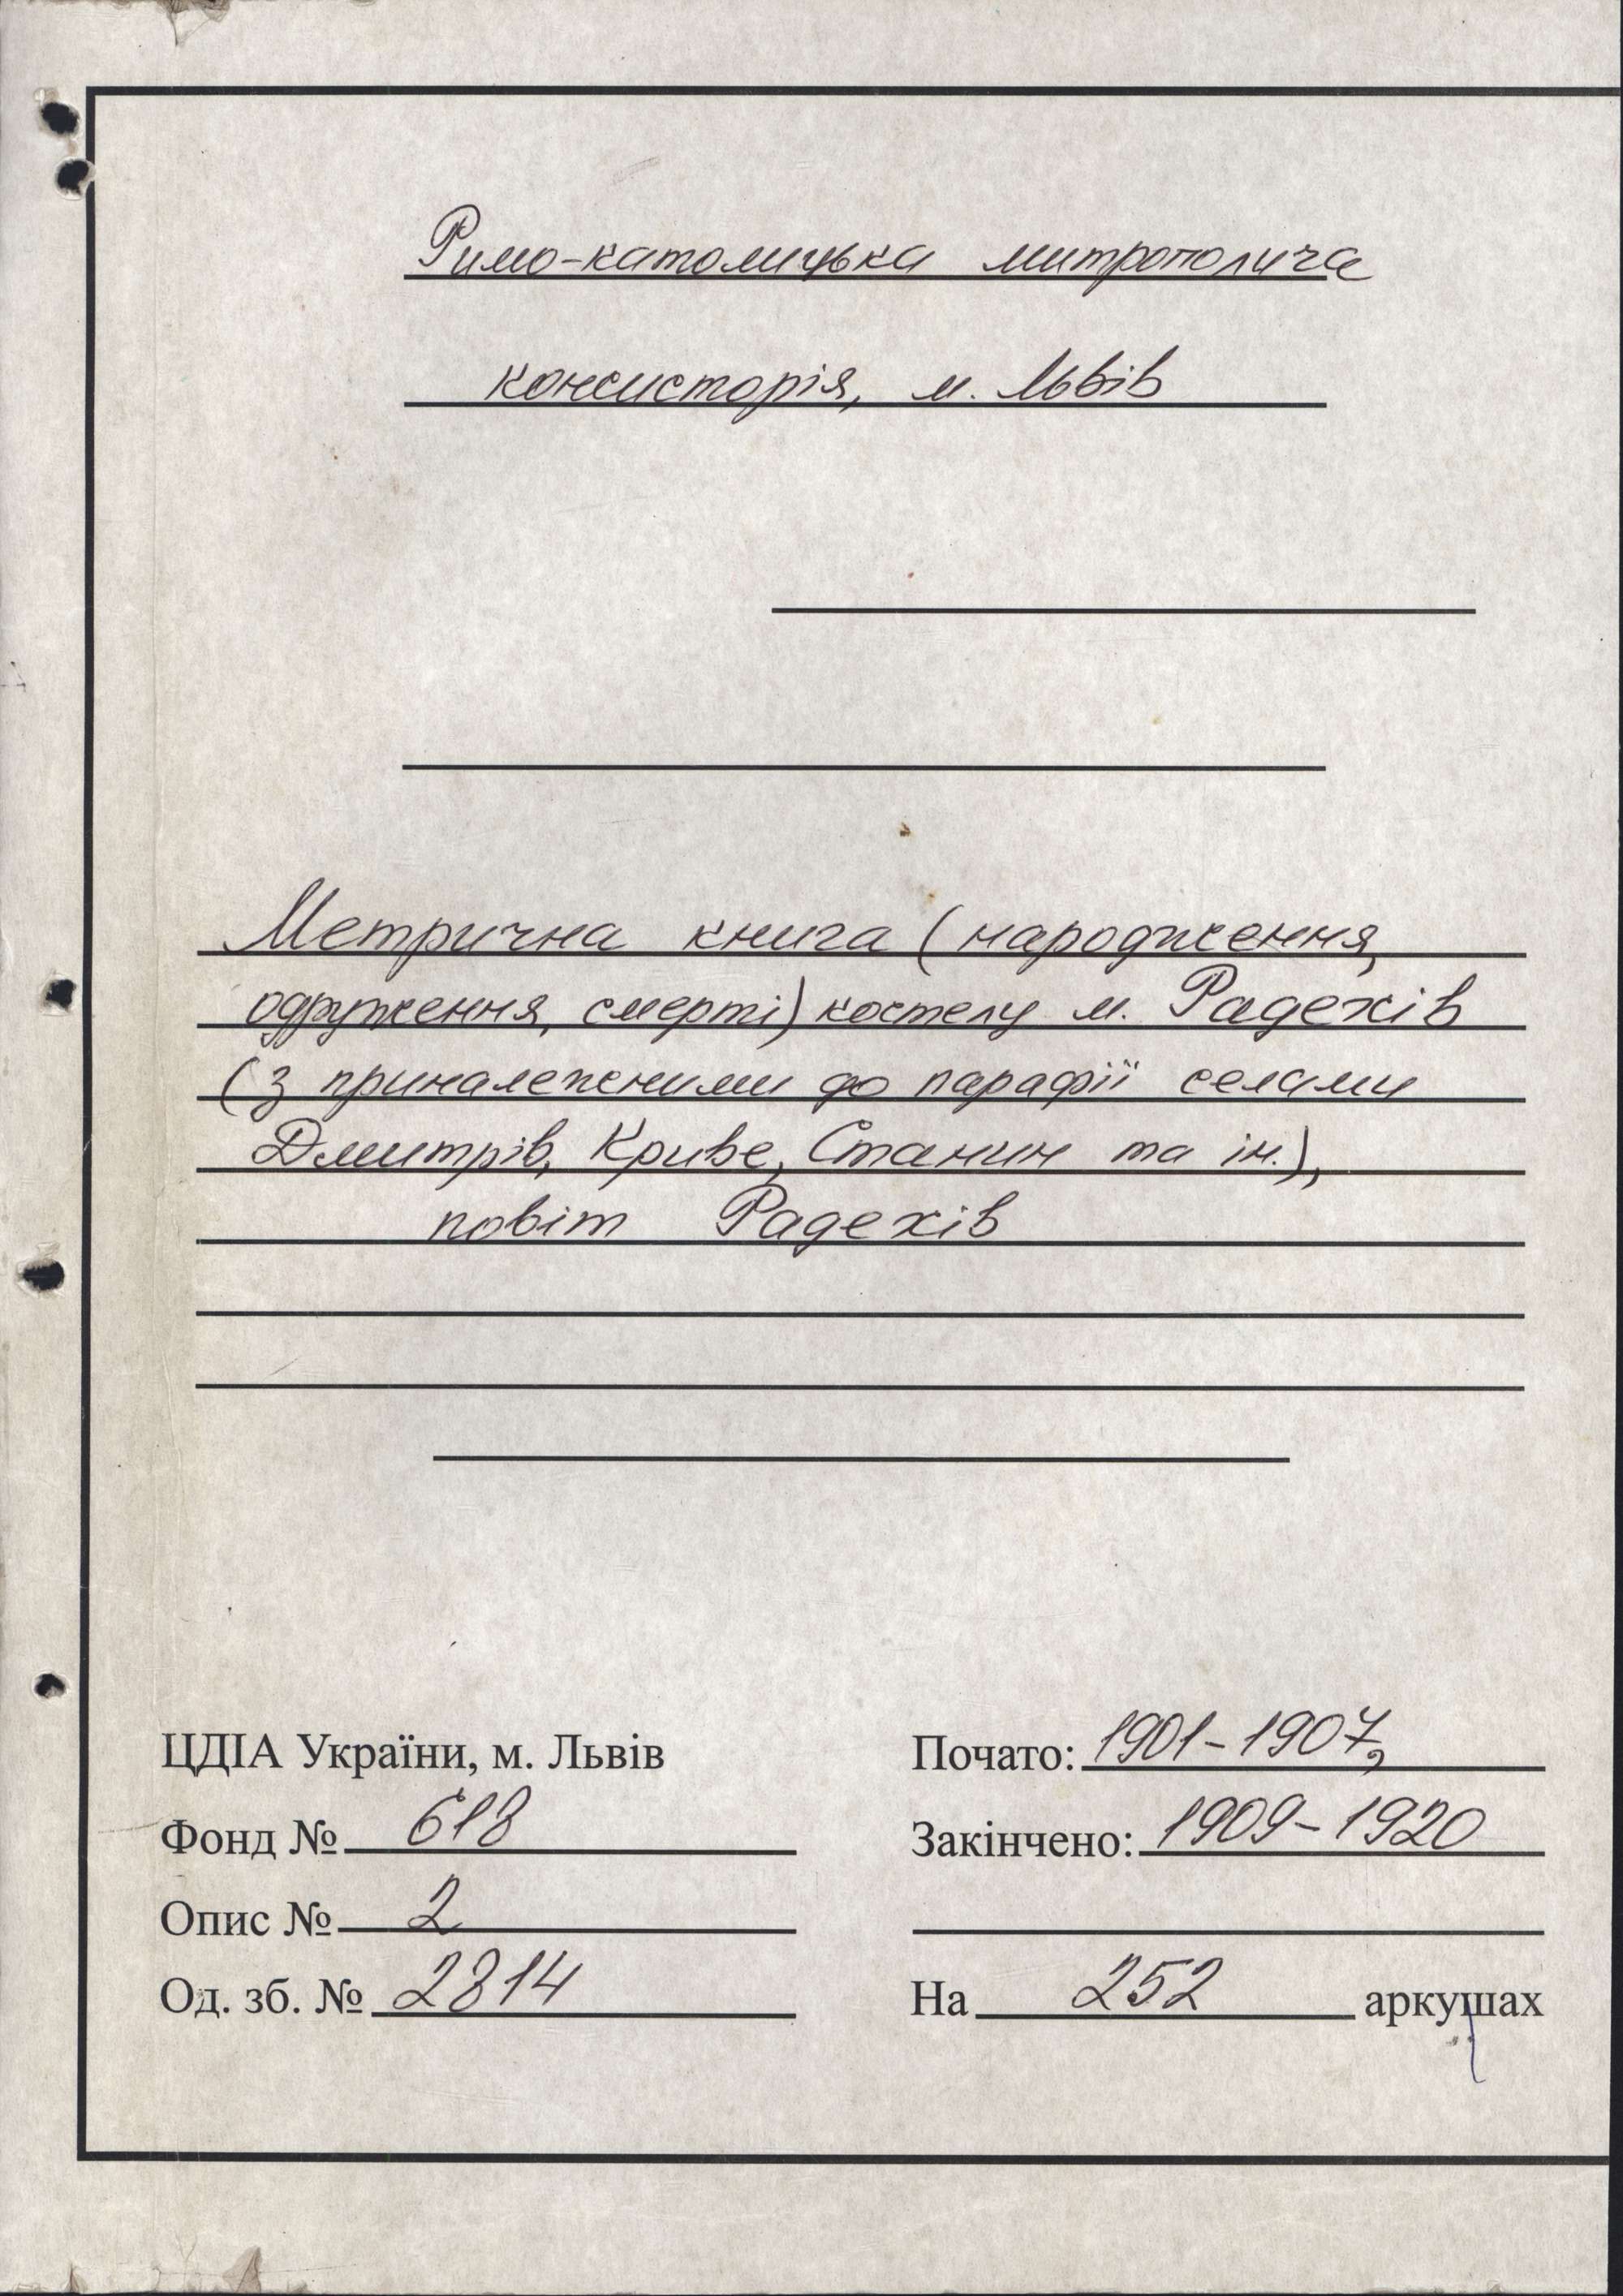 Римо-католицька митрополича
консисторія, м. Львів
Метрична книга (народження,
одруження, смерті) костелу м. Радехів
(з приналежними до парафії селами
Дмитрів, Криве, Станин та ін.),
повіт Радехів
ЦДІА України, м. Львів
Фонд № 618
Опис № 2
Од. зб. № 2814
Почато: 1901-1907,
Закінчено: 1909-1920
На 252 аркушах